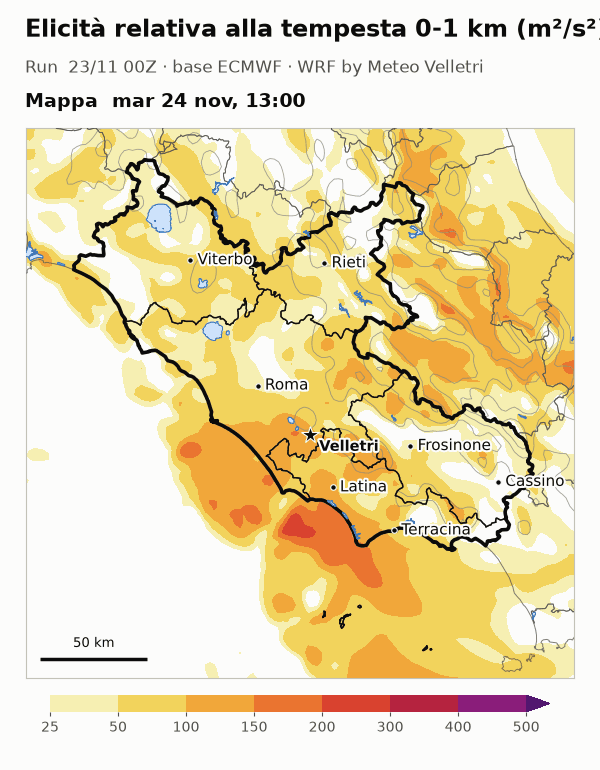 Elicità relativa alla tempesta 0-1 km (m²/s²)
Run 23/11 00Z · base ECMWF · WRF by Meteo Velletri
Mappa mar 24 nov, 13:00
Viterbo
Rieti
Roma
Velletri
Frosinone
Cassino
Latina
Terracina
50 km
25 50 100 150 200 300 400 500